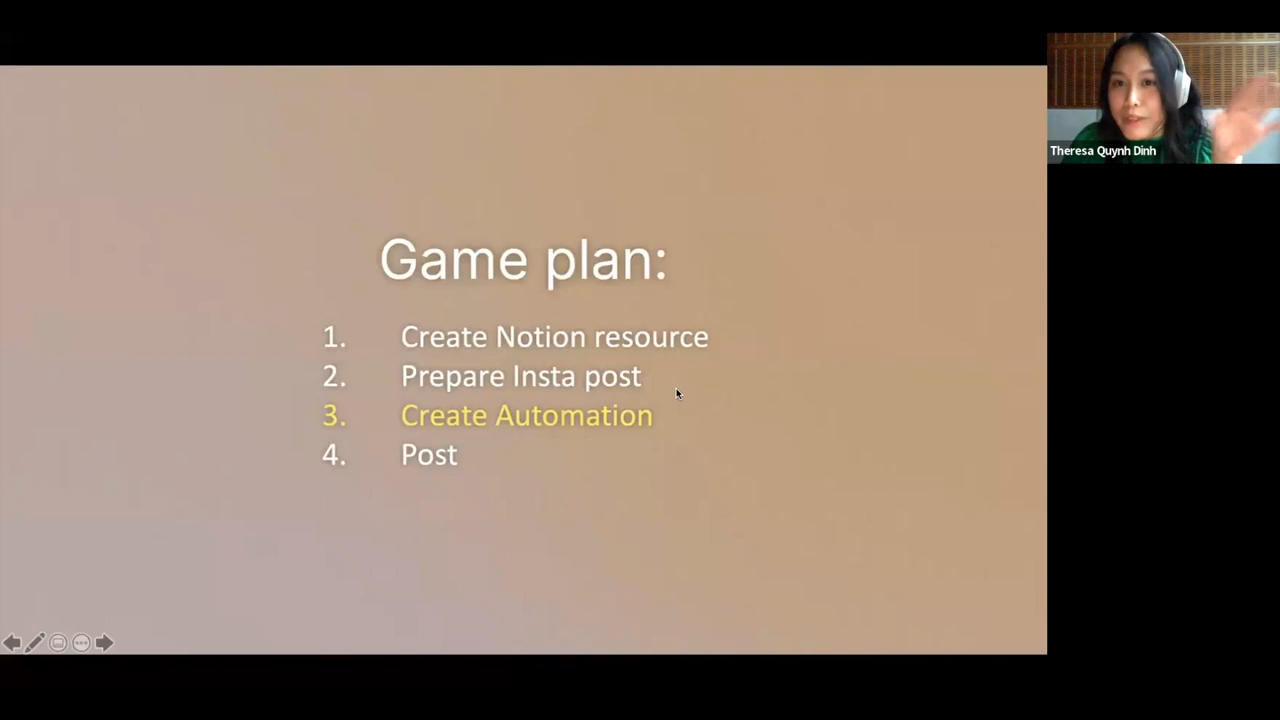 Game plan:
1. Create Notion resource
2. Prepare Insta post
3. Create Automation
4. Post
Theresa Quynh Dinh